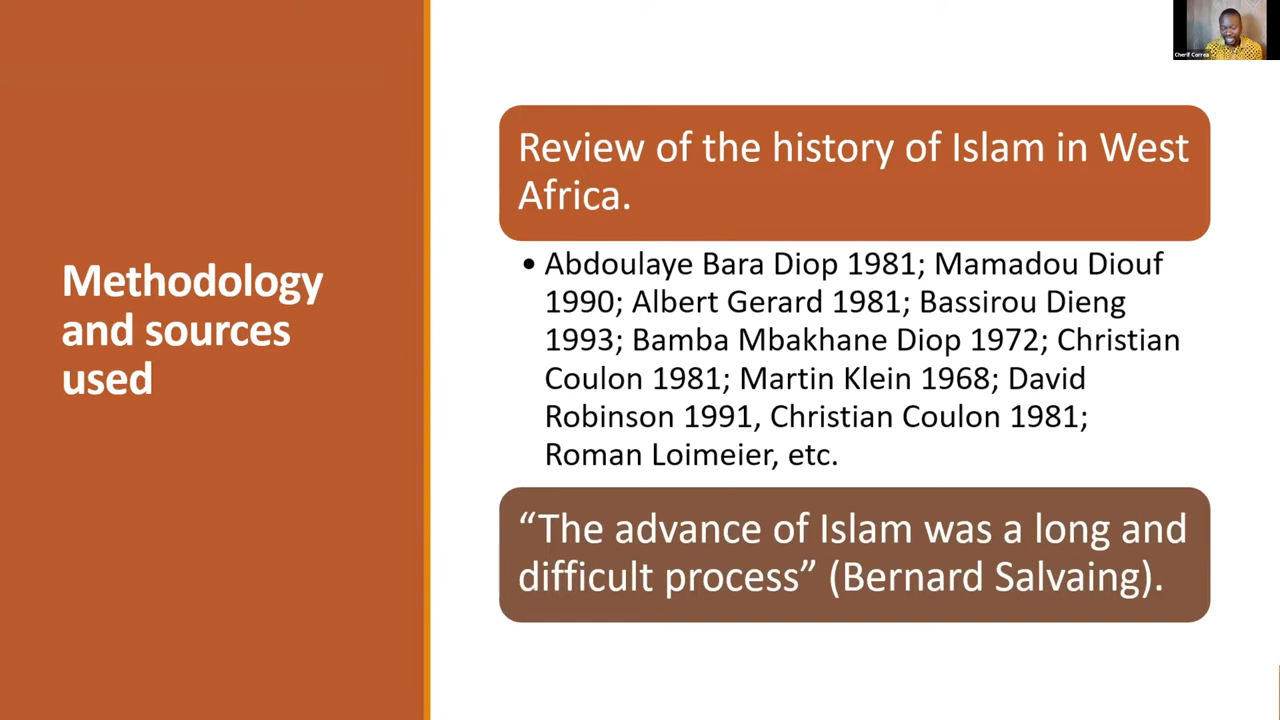 Cherif Correa
Methodology
and sources
used
Review of the history of Islam in West
Africa.
• Abdoulaye Bara Diop 1981; Mamadou Diouf
1990; Albert Gerard 1981; Bassirou Dieng
1993; Bamba Mbakhane Diop 1972; Christian
Coulon 1981; Martin Klein 1968; David
Robinson 1991, Christian Coulon 1981;
Roman Loimeier, etc.
“The advance of Islam was a long and
difficult process” (Bernard Salvaing).